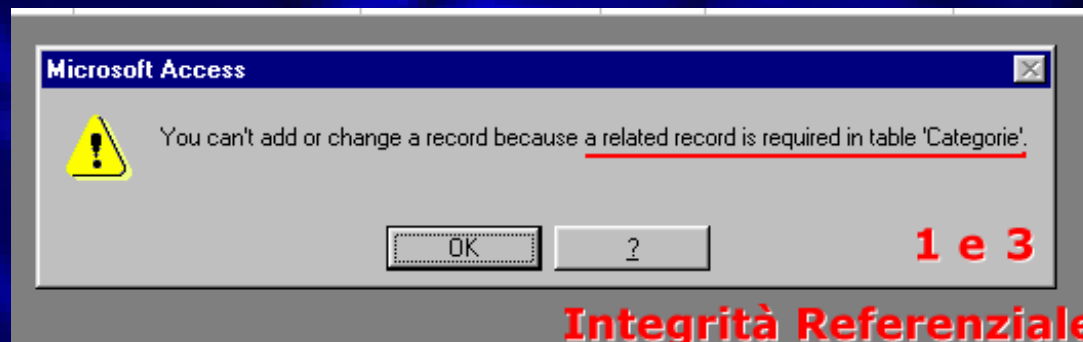 Microsoft Access
You can't add or change a record because a related record is required in table 'Categorie'.
OK ?
1 e 3
Integrità Referenziale